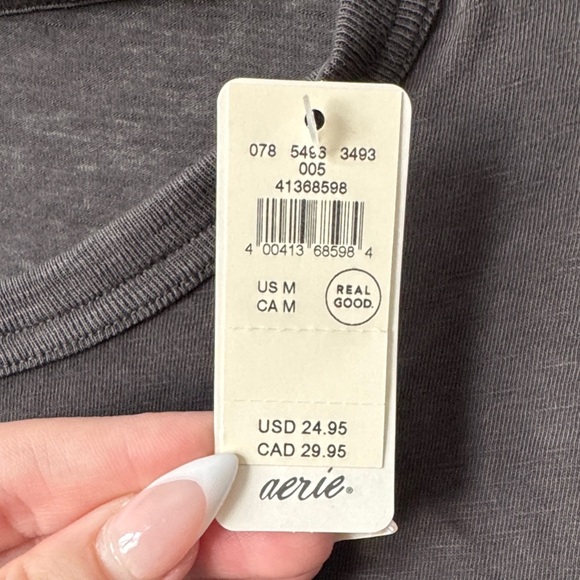 078 5493 3493
005
41368598
4 00413 68598 4
US M
CA M
REAL
GOOD.
USD 24.95
CAD 29.95
aerie®